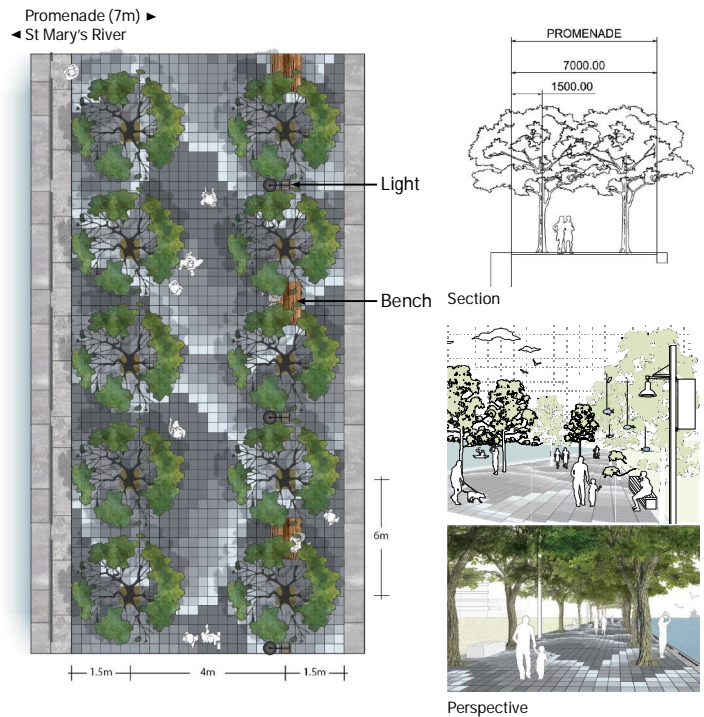 Promenade (7m) ►
◄ St Mary's River
Light
Bench
6m
1.5m
4m
1.5m
PROMENADE
7000.00
1500.00
Section
Perspective